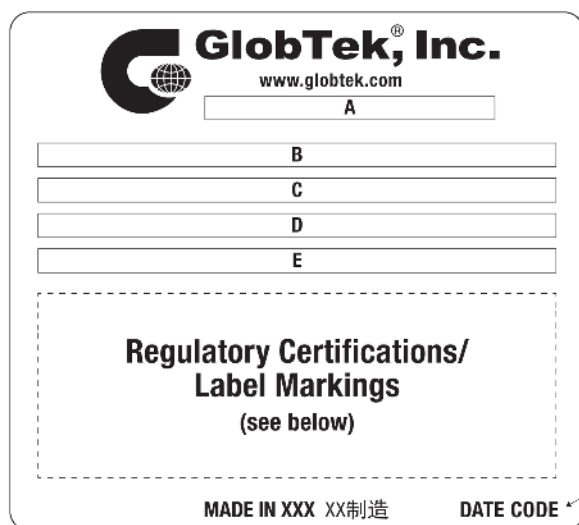 GlobTek,® Inc.
www.globtek.com
A
B
C
D
E
Regulatory Certifications/
Label Markings
(see below)
MADE IN XXX XX制造 DATE CODE